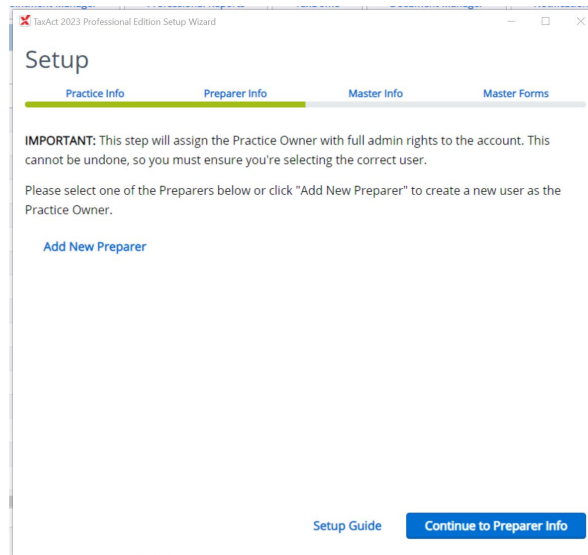 TaxAct 2023 Professional Edition Setup Wizard
Setup
Practice Info Preparer Info Master Info Master Forms
IMPORTANT: This step will assign the Practice Owner with full admin rights to the account. This
cannot be undone, so you must ensure you're selecting the correct user.
Please select one of the Preparers below or click "Add New Preparer" to create a new user as the
Practice Owner.
Add New Preparer
Setup Guide Continue to Preparer Info